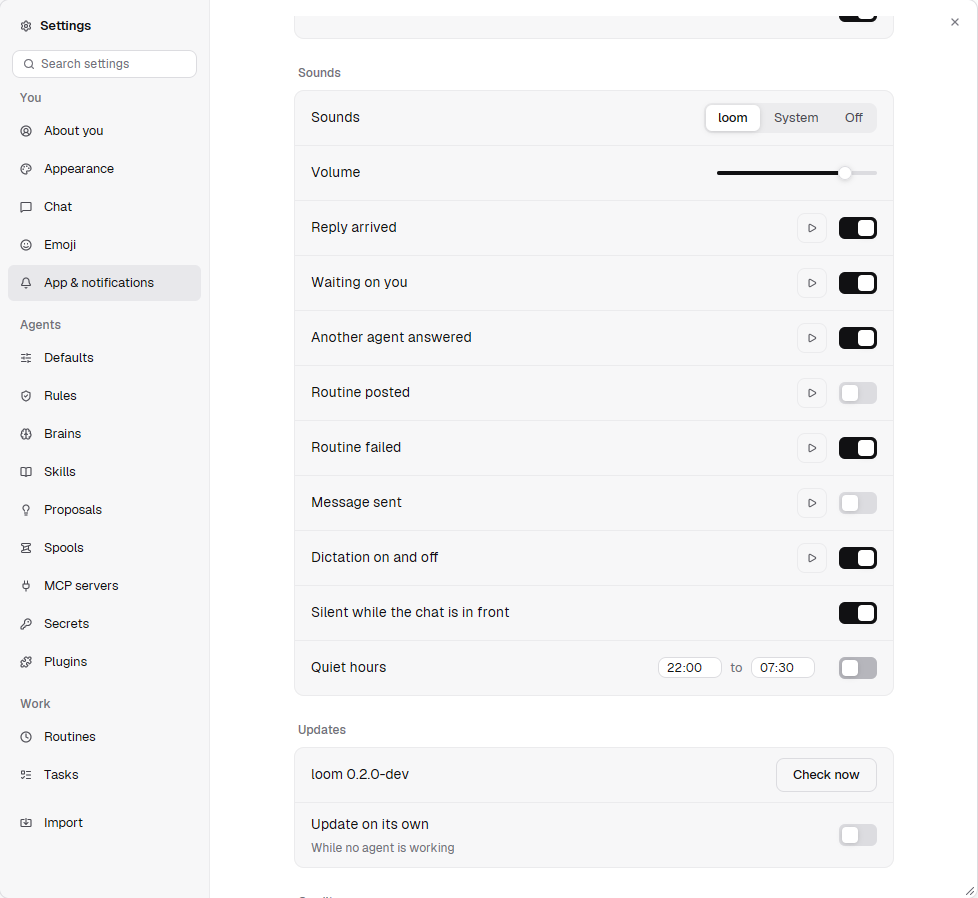 Settings
Search settings
You
About you
Appearance
Chat
Emoji
App & notifications
Agents
Defaults
Rules
Brains
Skills
Proposals
Spools
MCP servers
Secrets
Plugins
Work
Routines
Tasks
Import
Sounds
Sounds loom System Off
Volume
Reply arrived
Waiting on you
Another agent answered
Routine posted
Routine failed
Message sent
Dictation on and off
Silent while the chat is in front
Quiet hours 22:00 to 07:30
Updates
loom 0.2.0-dev Check now
Update on its own
While no agent is working